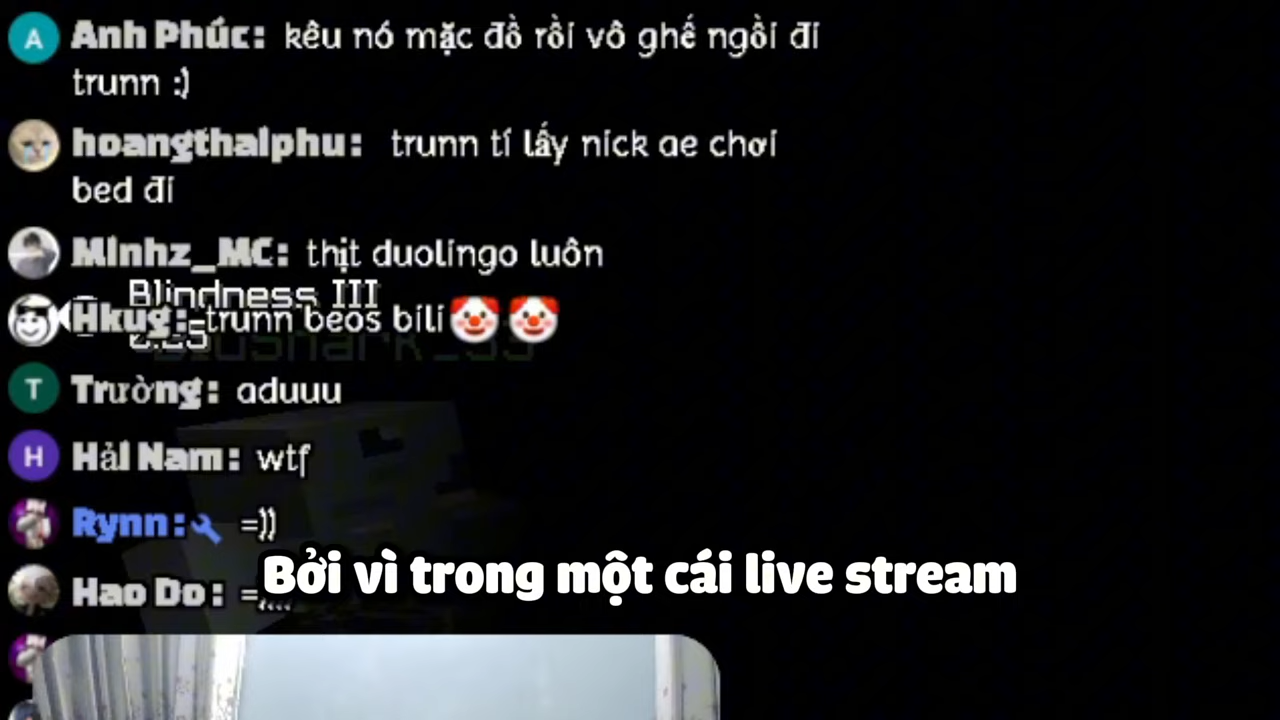 A Anh Phúc: kêu nó mặc đồ rồi vô ghế ngồi đi
trunn :)
hoangthaiphu: trunn tí lấy nick ae chơi
bed đi
Minhz_MC: thịt duolingo luôn
Blindness III
Hkug: trunn béos bili🤡🤡
T Trường: aduuu
H Hải Nam: wtf
Rynn: =))
Bởi vì trong một cái live stream
Hao Do: